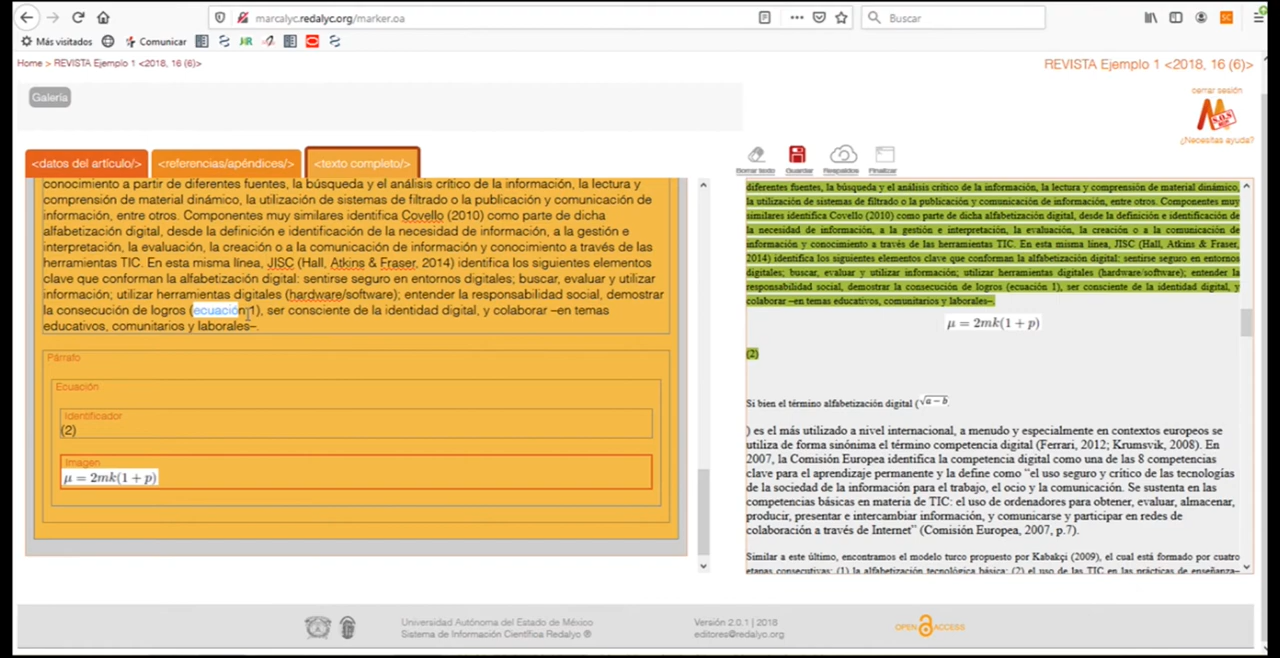 marcalyc.redalyc.org/marker.oa
Buscar
Más visitados
Comunicar
Home > REVISTA Ejemplo 1 <2018, 16 (6)>
REVISTA Ejemplo 1 <2018, 16 (6)>
cerrar sesión
S.O.S
¿Necesitas ayuda?
Galería
<datos del artículo/>
<referencias/apéndices/>
<texto completo/>
Borrar texto
Guardar
Respaldos
Finalizar
conocimiento a partir de diferentes fuentes, la búsqueda y el análisis crítico de la información, la lectura y
comprensión de material dinámico, la utilización de sistemas de filtrado o la publicación y comunicación de
información, entre otros. Componentes muy similares identifica Covello (2010) como parte de dicha
alfabetización digital, desde la definición e identificación de la necesidad de información, a la gestión e
interpretación, la evaluación, la creación o a la comunicación de información y conocimiento a través de las
herramientas TIC. En esta misma línea, JISC (Hall, Atkins & Fraser, 2014) identifica los siguientes elementos
clave que conforman la alfabetización digital: sentirse seguro en entornos digitales; buscar, evaluar y utilizar
información; utilizar herramientas digitales (hardware/software); entender la responsabilidad social, demostrar
la consecución de logros (ecuación 1), ser consciente de la identidad digital, y colaborar –en temas
educativos, comunitarios y laborales–.
Párrafo
Ecuación
Identificador
(2)
Imagen
μ = 2mk(1 + p)
diferentes fuentes, la búsqueda y el análisis crítico de la información, la lectura y comprensión de material dinámico,
la utilización de sistemas de filtrado o la publicación y comunicación de información, entre otros. Componentes muy
similares identifica Covello (2010) como parte de dicha alfabetización digital, desde la definición e identificación de
la necesidad de información, a la gestión e interpretación, la evaluación, la creación o a la comunicación de
información y conocimiento a través de las herramientas TIC. En esta misma línea, JISC (Hall, Atkins & Fraser,
2014) identifica los siguientes elementos clave que conforman la alfabetización digital: sentirse seguro en entornos
digitales; buscar, evaluar y utilizar información; utilizar herramientas digitales (hardware/software); entender la
responsabilidad social, demostrar la consecución de logros (ecuación 1), ser consciente de la identidad digital, y
colaborar –en temas educativos, comunitarios y laborales–.
μ = 2mk(1 + p)
(2)
Si bien el término alfabetización digital (√a − b
) es el más utilizado a nivel internacional, a menudo y especialmente en contextos europeos se
utiliza de forma sinónima el término competencia digital (Ferrari, 2012; Krumsvik, 2008). En
2007, la Comisión Europea identifica la competencia digital como una de las 8 competencias
clave para el aprendizaje permanente y la define como “el uso seguro y crítico de las tecnologías
de la sociedad de la información para el trabajo, el ocio y la comunicación. Se sustenta en las
competencias básicas en materia de TIC: el uso de ordenadores para obtener, evaluar, almacenar,
producir, presentar e intercambiar información, y comunicarse y participar en redes de
colaboración a través de Internet” (Comisión Europea, 2007, p.7).
Similar a este último, encontramos el modelo turco propuesto por Kabakçi (2009), el cual está formado por cuatro
etapas consecutivas: (1) la alfabetización tecnológica básica; (2) el uso de las TIC en las prácticas de enseñanza–
Universidad Autónoma del Estado de México
Sistema de Información Científica Redalyc ®
Versión 2.0.1 | 2018
editores@redalyc.org
OPEN ACCESS